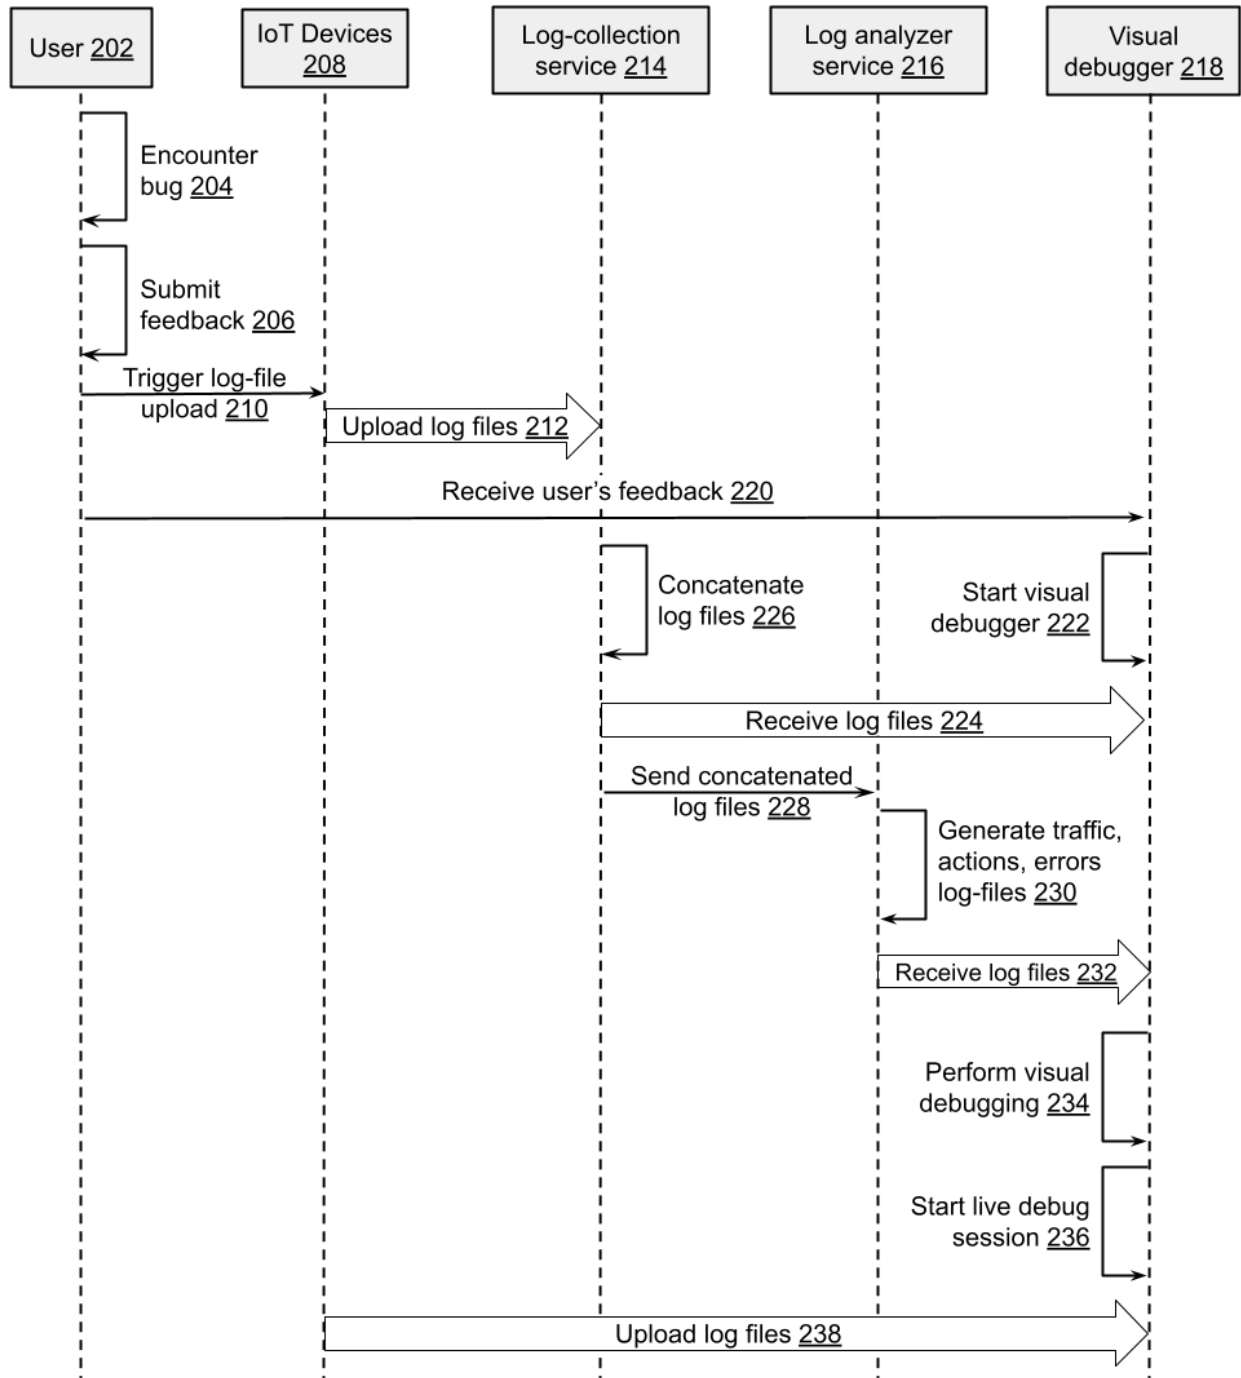 User 202
IoT Devices
208
Log-collection
service 214
Log analyzer
service 216
Visual
debugger 218
Encounter
bug 204
Submit
feedback 206
Trigger log-file
upload 210
Upload log files 212
Receive user's feedback 220
Concatenate
log files 226
Start visual
debugger 222
Receive log files 224
Send concatenated
log files 228
Generate traffic,
actions, errors
log-files 230
Receive log files 232
Perform visual
debugging 234
Start live debug
session 236
Upload log files 238